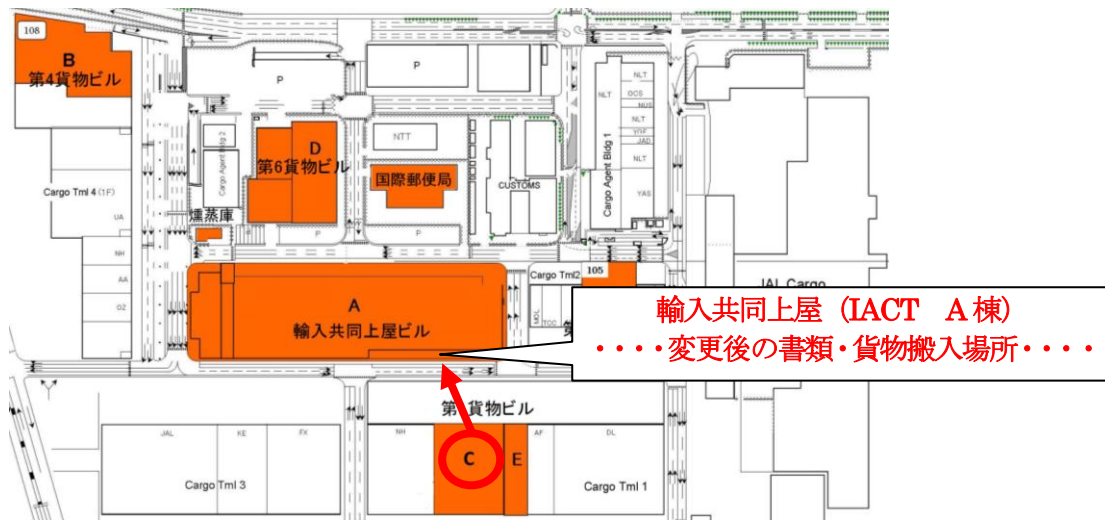 108
B
第4貨物ビル
P
P
NLT
NLT
OCS
NUS
NLT
JAD
NLT
YAS
Cargo Agent Bldg 1
NTT
CUSTOMS
D
第6貨物ビル
国際郵便局
Cargo Agent Bldg 2
燻蒸庫
P
P
P
Cargo Tml 4 (1F)
UA
NH
AA
OZ
A
輸入共同上屋ビル
Cargo Tml2
105
MGL
TCC
JAL Cargo
輸入共同上屋（IACT　A棟）
・・・・変更後の書類・貨物搬入場所・・・・
貨物ビル
JAL
KE
FX
NH
C
E
AF
DL
Cargo Tml 3
Cargo Tml 1